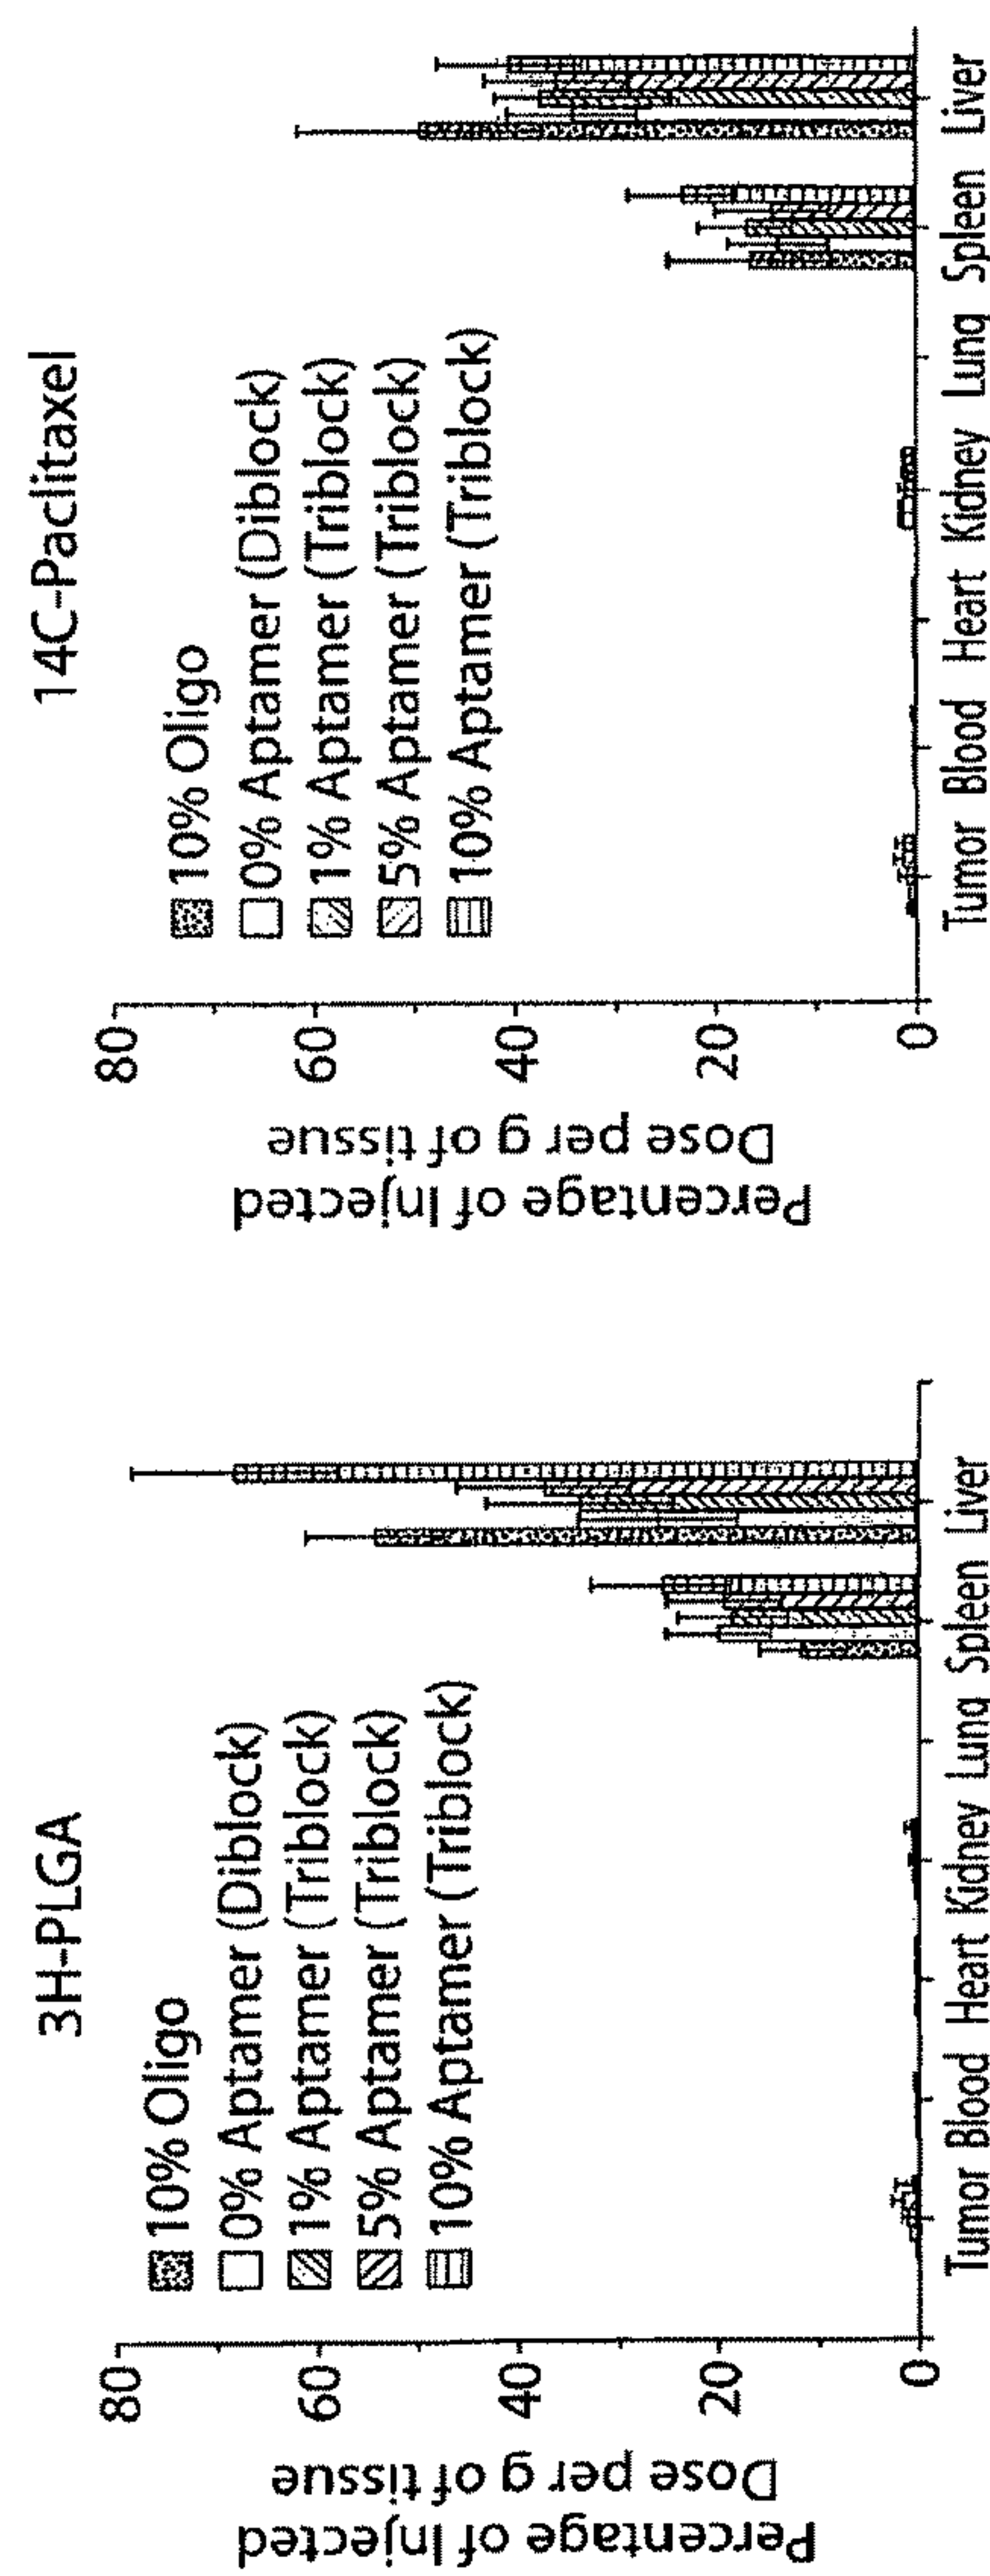 3H-PLGA
Percentage of Injected
Dose per g of tissue
80
60
40
20
0
10% Oligo
0% Aptamer (Diblock)
1% Aptamer (Triblock)
5% Aptamer (Triblock)
10% Aptamer (Triblock)
Tumor Blood Heart Kidney Lung Spleen Liver
14C-Paclitaxel
Percentage of Injected
Dose per g of tissue
80
60
40
20
0
10% Oligo
0% Aptamer (Diblock)
1% Aptamer (Triblock)
5% Aptamer (Triblock)
10% Aptamer (Triblock)
Tumor Blood Heart Kidney Lung Spleen Liver